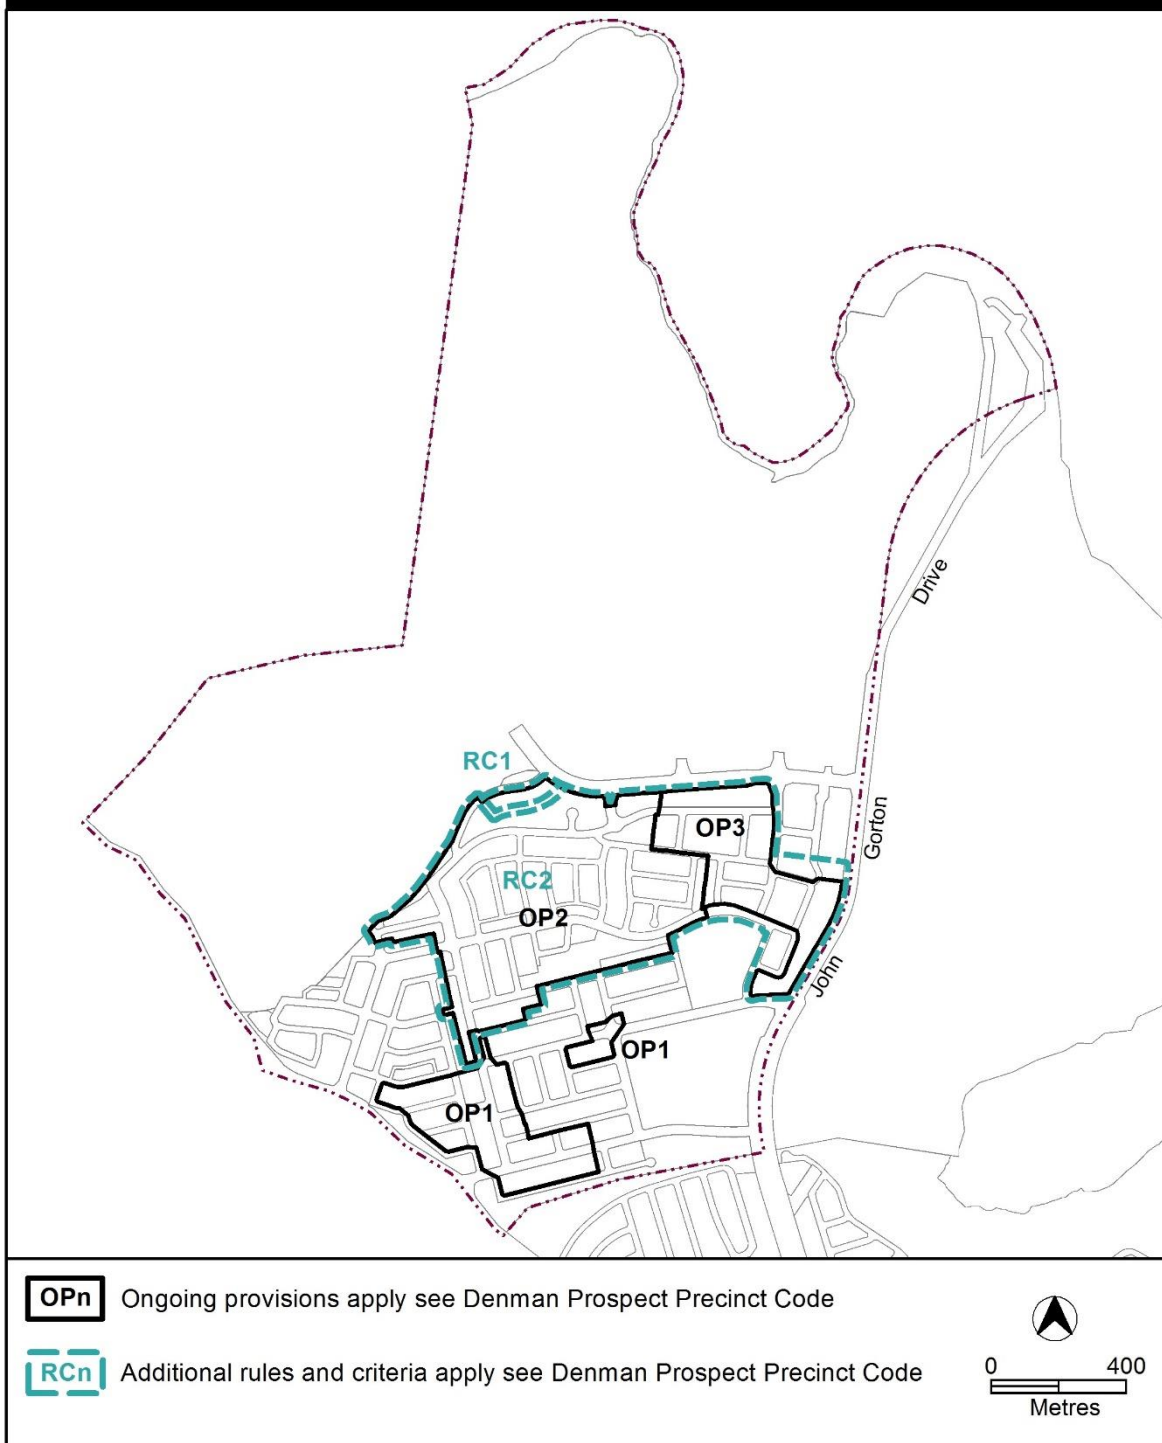 Drive
RC1
Gorton
OP3
RC2
OP2
John
OP1
OP1
OPn Ongoing provisions apply see Denman Prospect Precinct Code
RCn Additional rules and criteria apply see Denman Prospect Precinct Code
0 400
Metres